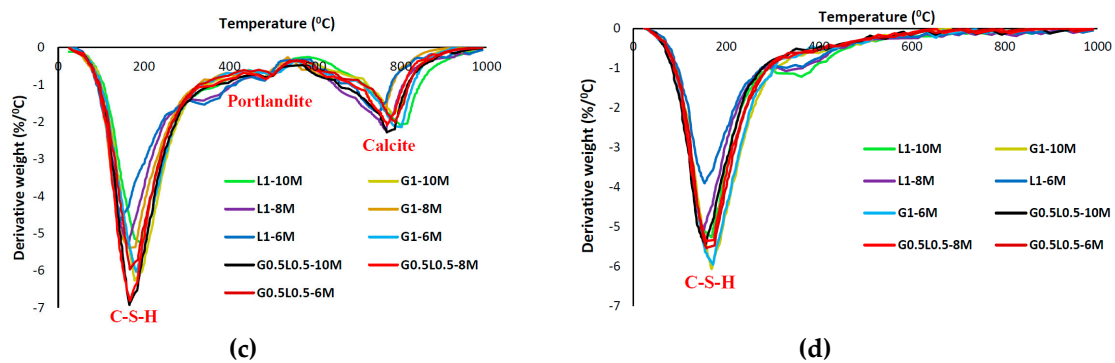 Temperature (⁰C)
0 200 400 600 800 1000
0
-1
-2
-3
-4
-5
-6
-7
Derivative weight (%/⁰C)
Portlandite
Calcite
C-S-H
L1-10M G1-10M
L1-8M G1-8M
L1-6M G1-6M
G0.5L0.5-10M G0.5L0.5-8M
G0.5L0.5-6M
(c)
Temperature (⁰C)
0 200 400 600 800 1000
0
-1
-2
-3
-4
-5
-6
-7
Derivative weight (%/⁰C)
C-S-H
L1-10M G1-10M
L1-8M L1-6M
G1-6M G0.5L0.5-10M
G0.5L0.5-8M G0.5L0.5-6M
(d)